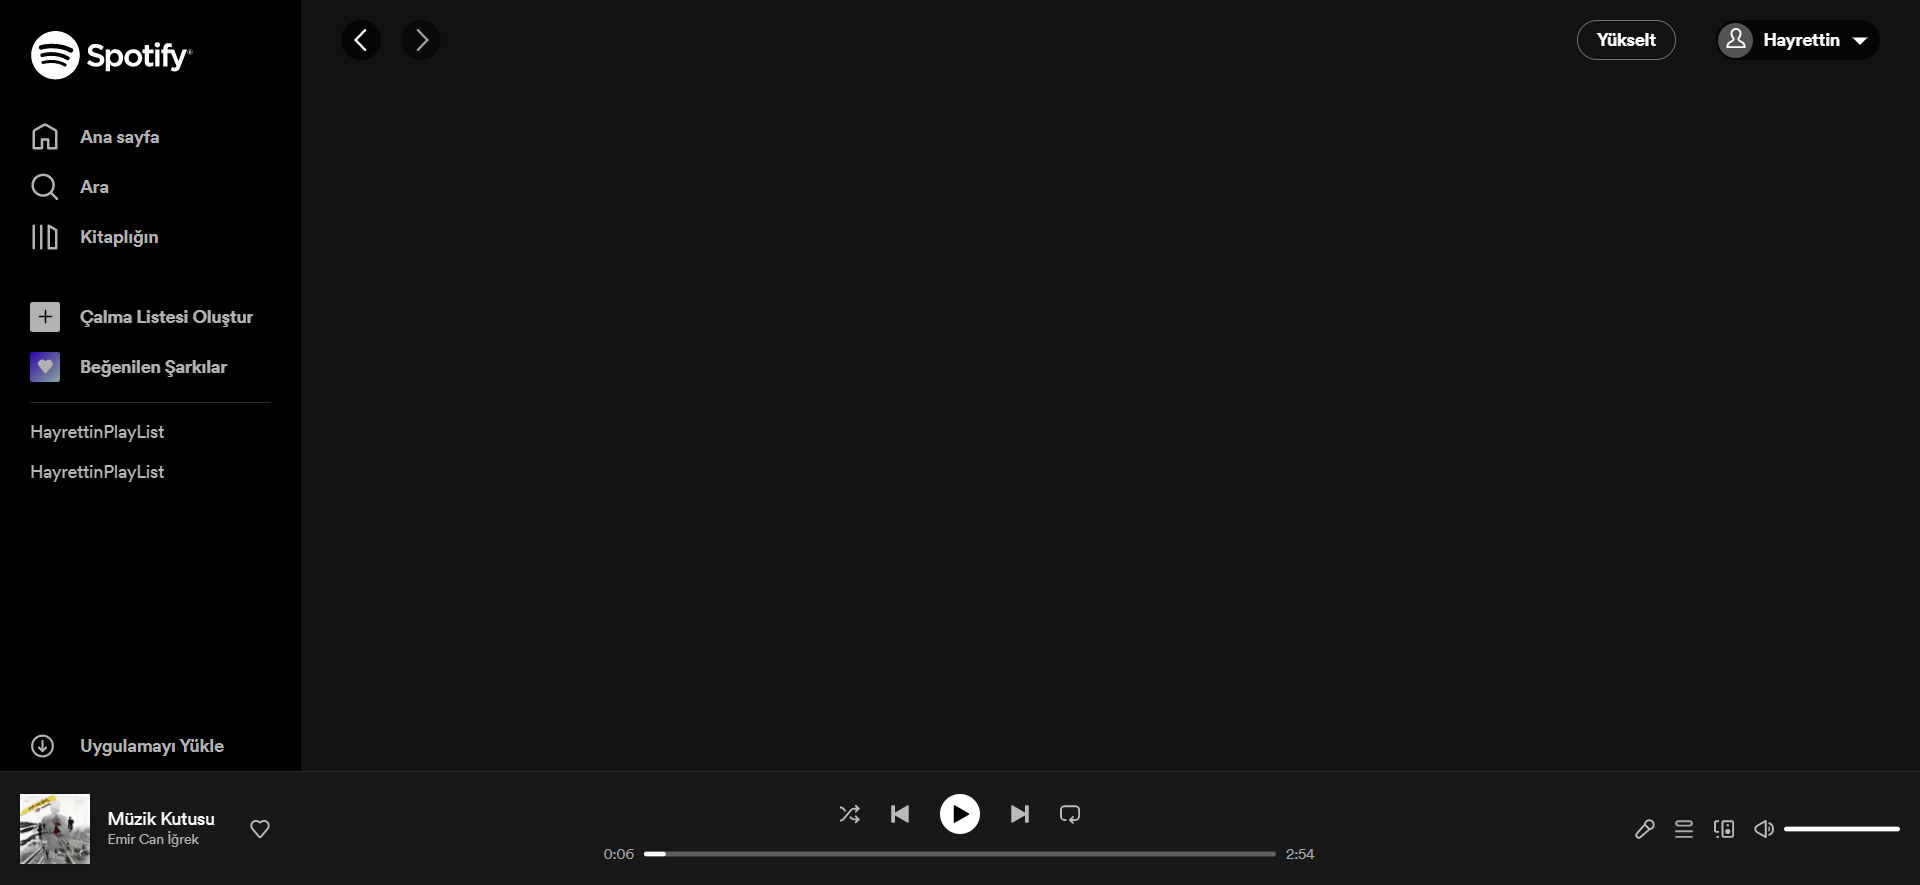 Spotify
Ana sayfa
Ara
Kitaplığın
Çalma Listesi Oluştur
Beğenilen Şarkılar
HayrettinPlayList
HayrettinPlayList
Uygulamayı Yükle
Yükselt
Hayrettin
Müzik Kutusu
Emir Can İğrek
0:06
2:54